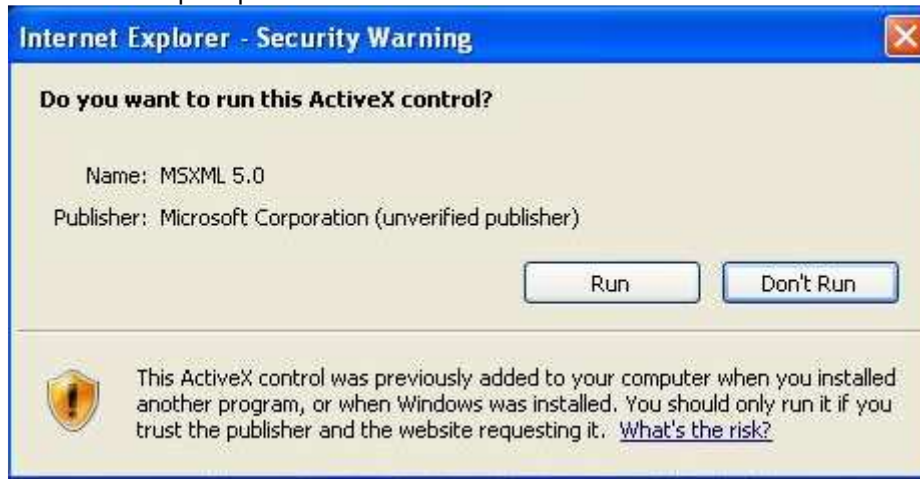 Internet Explorer - Security Warning
Do you want to run this ActiveX control?
Name: MSXML 5.0
Publisher: Microsoft Corporation (unverified publisher)
Run Don't Run
This ActiveX control was previously added to your computer when you installed
another program, or when Windows was installed. You should only run it if you
trust the publisher and the website requesting it. What's the risk?